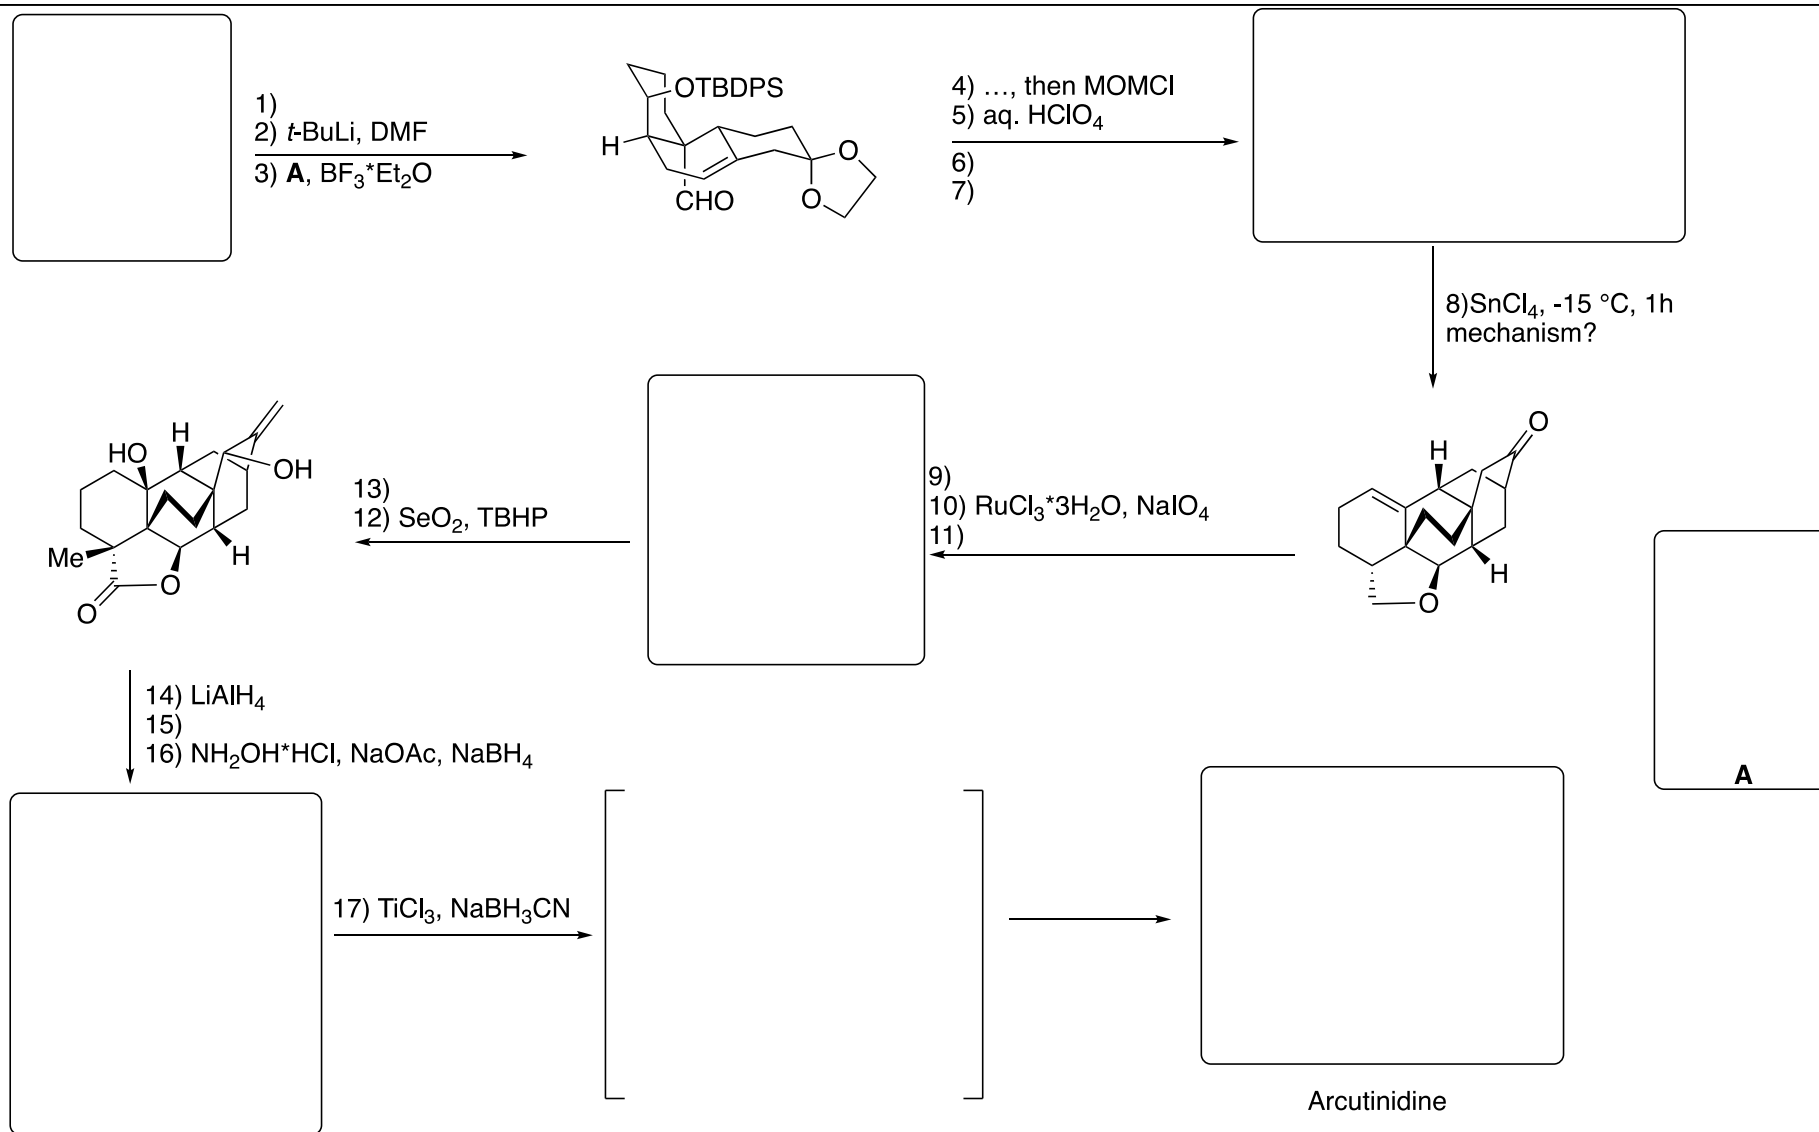 1)
2) t-BuLi, DMF
3) A, BF3*Et2O
OTBDPS
H
CHO
O
O
4) ..., then MOMCl
5) aq. HClO4
6)
7)
8)SnCl4, -15 °C, 1h
mechanism?
O
H
H
O
9)
10) RuCl3*3H2O, NaIO4
11)
13)
12) SeO2, TBHP
HO
H
OH
Me
H
O
O
A
14) LiAlH4
15)
16) NH2OH*HCl, NaOAc, NaBH4
17) TiCl3, NaBH3CN
Arcutinidine